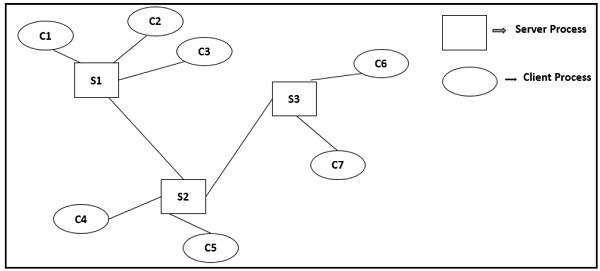 C1
C2
C3
S1
C6
S3
C7
S2
C4
C5
Server Process
Client Process